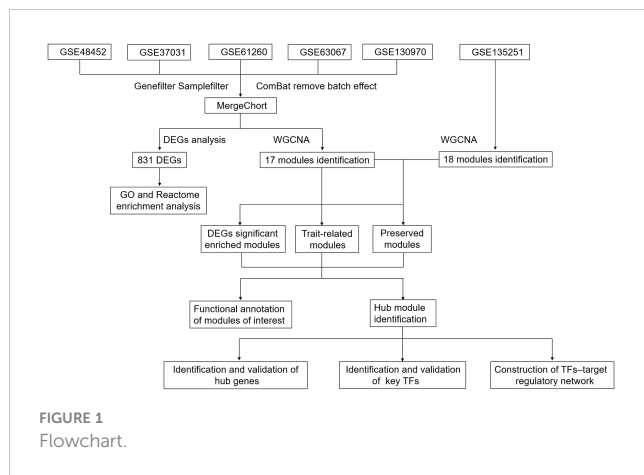 GSE48452 GSE37031 GSE61260 GSE63067 GSE130970 GSE135251
Genefilter Samplefilter ComBat remove batch effect
MergeChort
DEGs analysis WGCNA WGCNA
831 DEGs 17 modules identification 18 modules identification
GO and Reactome
enrichment analysis
DEGs significant
enriched modules
Trait-related
modules
Preserved
modules
Functional annotation
of modules of interest
Hub module
identification
Identification and validation of
hub genes
Identification and validation
of key TFs
Construction of TFs–target
regulatory network
FIGURE 1
Flowchart.